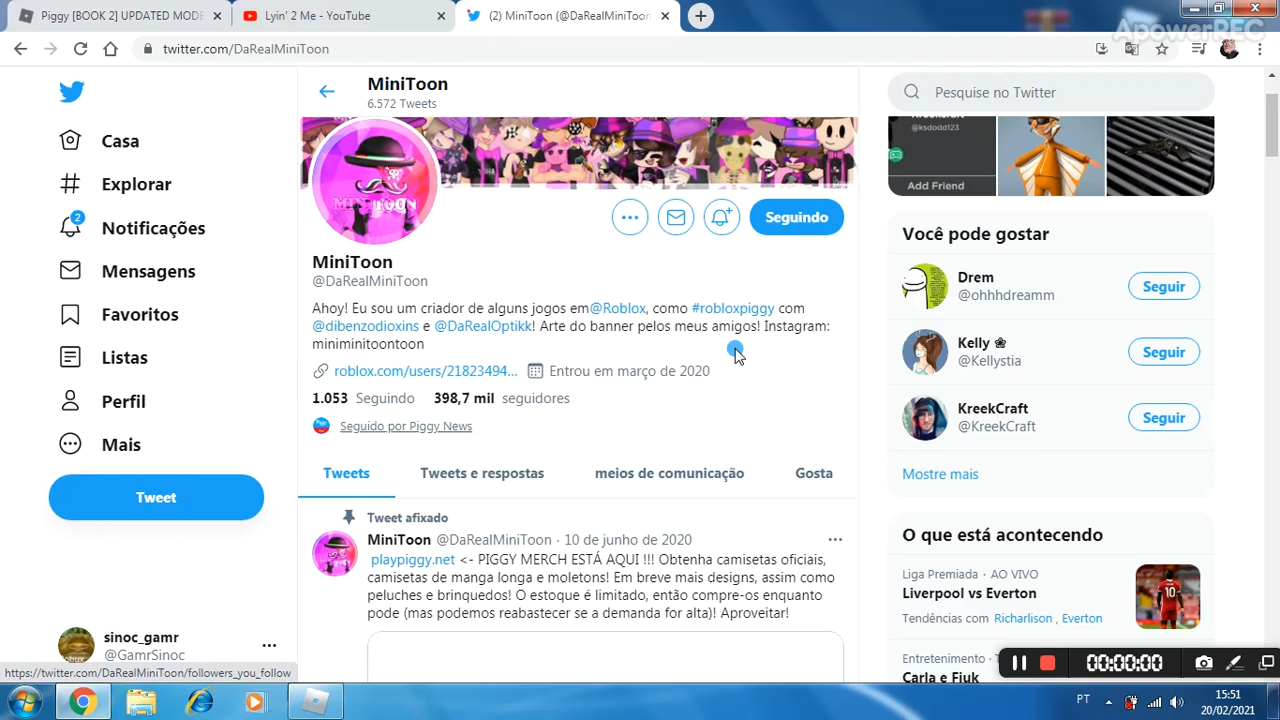 Piggy [BOOK 2] UPDATED MODE
Lyin' 2 Me - YouTube
(2) MiniToon (@DaRealMiniToon
ApowerREC
twitter.com/DaRealMiniToon
MiniToon
6.572 Tweets
Pesquise no Twitter
Casa
Explorar
2
Notificações
Mensagens
Favoritos
Listas
Perfil
Mais
Tweet
MINITOON
Seguindo
MiniToon
@DaRealMiniToon
Ahoy! Eu sou um criador de alguns jogos em@Roblox, como #robloxpiggy com
@dibenzodioxins e @DaRealOptikk! Arte do banner pelos meus amigos! Instagram:
miniminitoontoon
roblox.com/users/21823494... Entrou em março de 2020
1.053 Seguindo 398,7 mil seguidores
Seguido por Piggy News
Tweets Tweets e respostas meios de comunicação Gosta
Tweet afixado
MiniToon @DaRealMiniToon · 10 de junho de 2020
playpiggy.net <- PIGGY MERCH ESTÁ AQUI !!! Obtenha camisetas oficiais,
camisetas de manga longa e moletons! Em breve mais designs, assim como
peluches e brinquedos! O estoque é limitado, então compre-os enquanto
pode (mas podemos reabastecer se a demanda for alta)! Aproveitar!
@ksdodd123
Add Friend
Você pode gostar
Drem
@ohhhdreamm
Seguir
Kelly
@Kellystia
Seguir
KreekCraft
@KreekCraft
Seguir
Mostre mais
O que está acontecendo
Liga Premiada · AO VIVO
Liverpool vs Everton
Tendências com Richarlison , Everton
10
Entretenimento ·
Carla e Fiuk
sinoc_gamr
@GamrSinoc
https://twitter.com/DaRealMiniToon/followers_you_follow
00:00:00
PT
15:51
20/02/2021